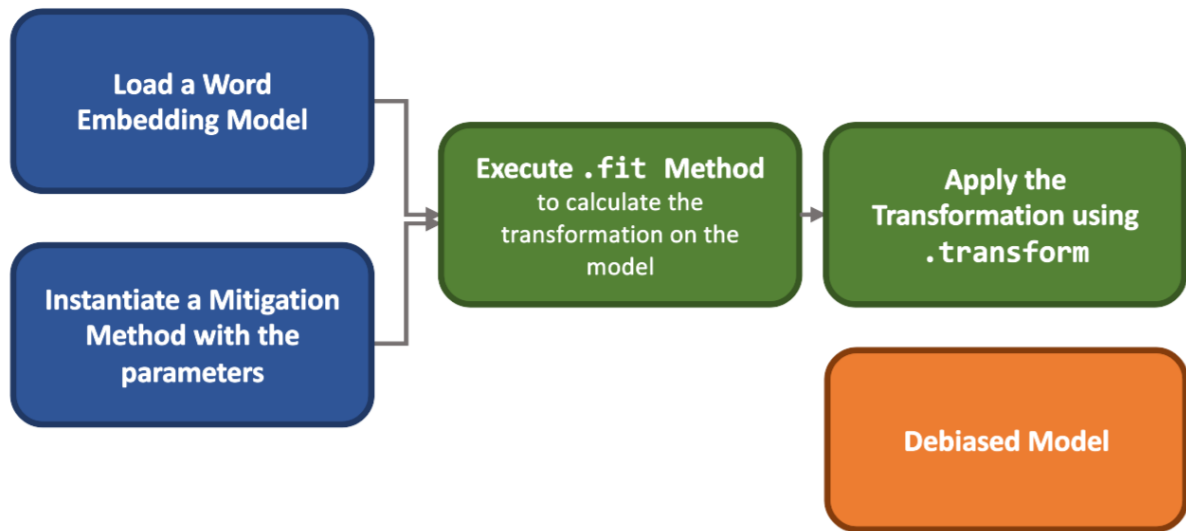 Load a Word
Embedding Model
Instantiate a Mitigation
Method with the
parameters
Execute .fit Method
to calculate the
transformation on the
model
Apply the
Transformation using
.transform
Debiased Model